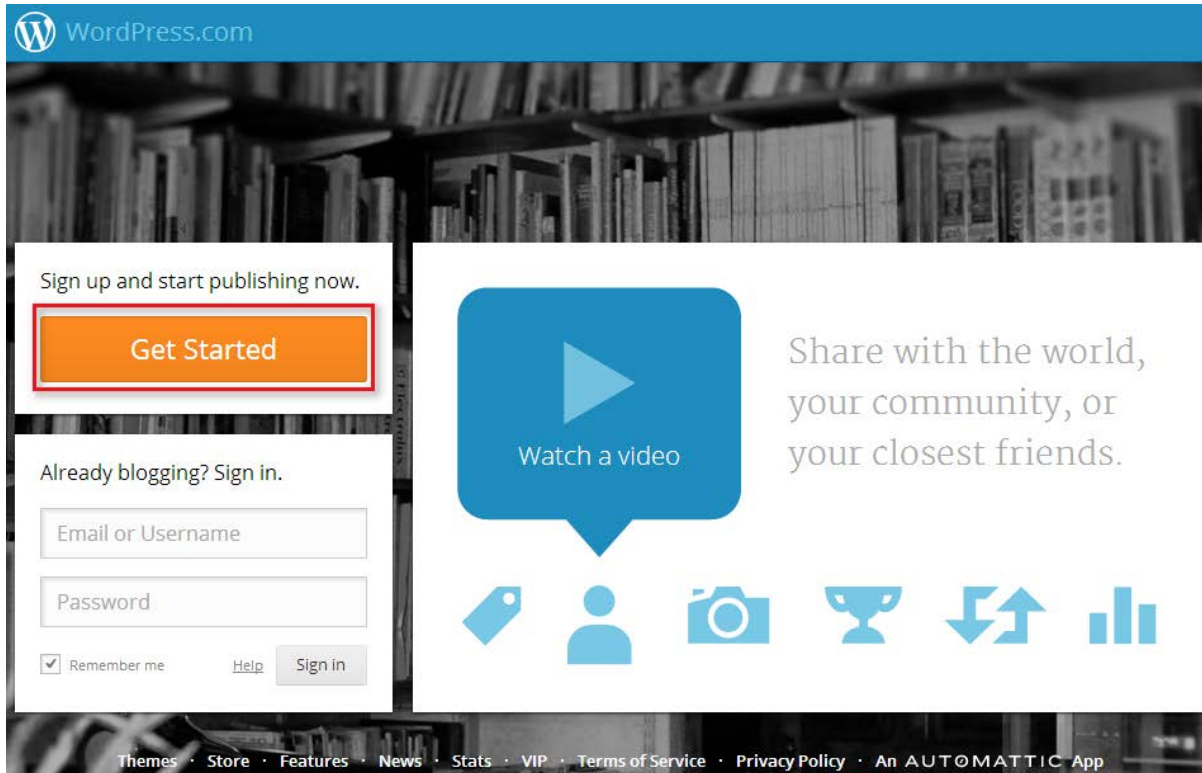 WordPress.com
Sign up and start publishing now.
Get Started
Already blogging? Sign in.
Email or Username
Password
Remember me
Help
Sign in
Watch a video
Share with the world,
your community, or
your closest friends.
Themes · Store · Features · News · Stats · VIP · Terms of Service · Privacy Policy · An AUTOMATTIC App